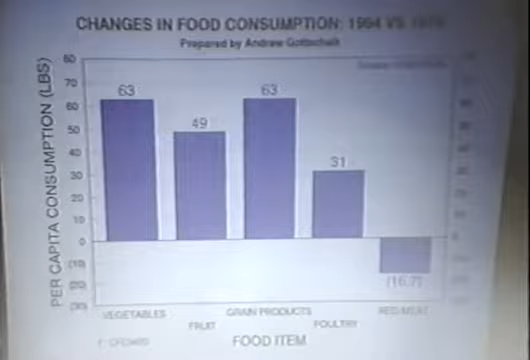 CHANGES IN FOOD CONSUMPTION: 1994 VS
Prepared by Andrew Gottschalk
PER CAPITA CONSUMPTION (LBS)
80
70
60
50
40
30
20
10
0
(10)
(20)
(30)
63
49
63
31
(16.7)
VEGETABLES
FRUIT
GRAIN PRODUCTS
POULTRY
RED MEAT
FOOD ITEM